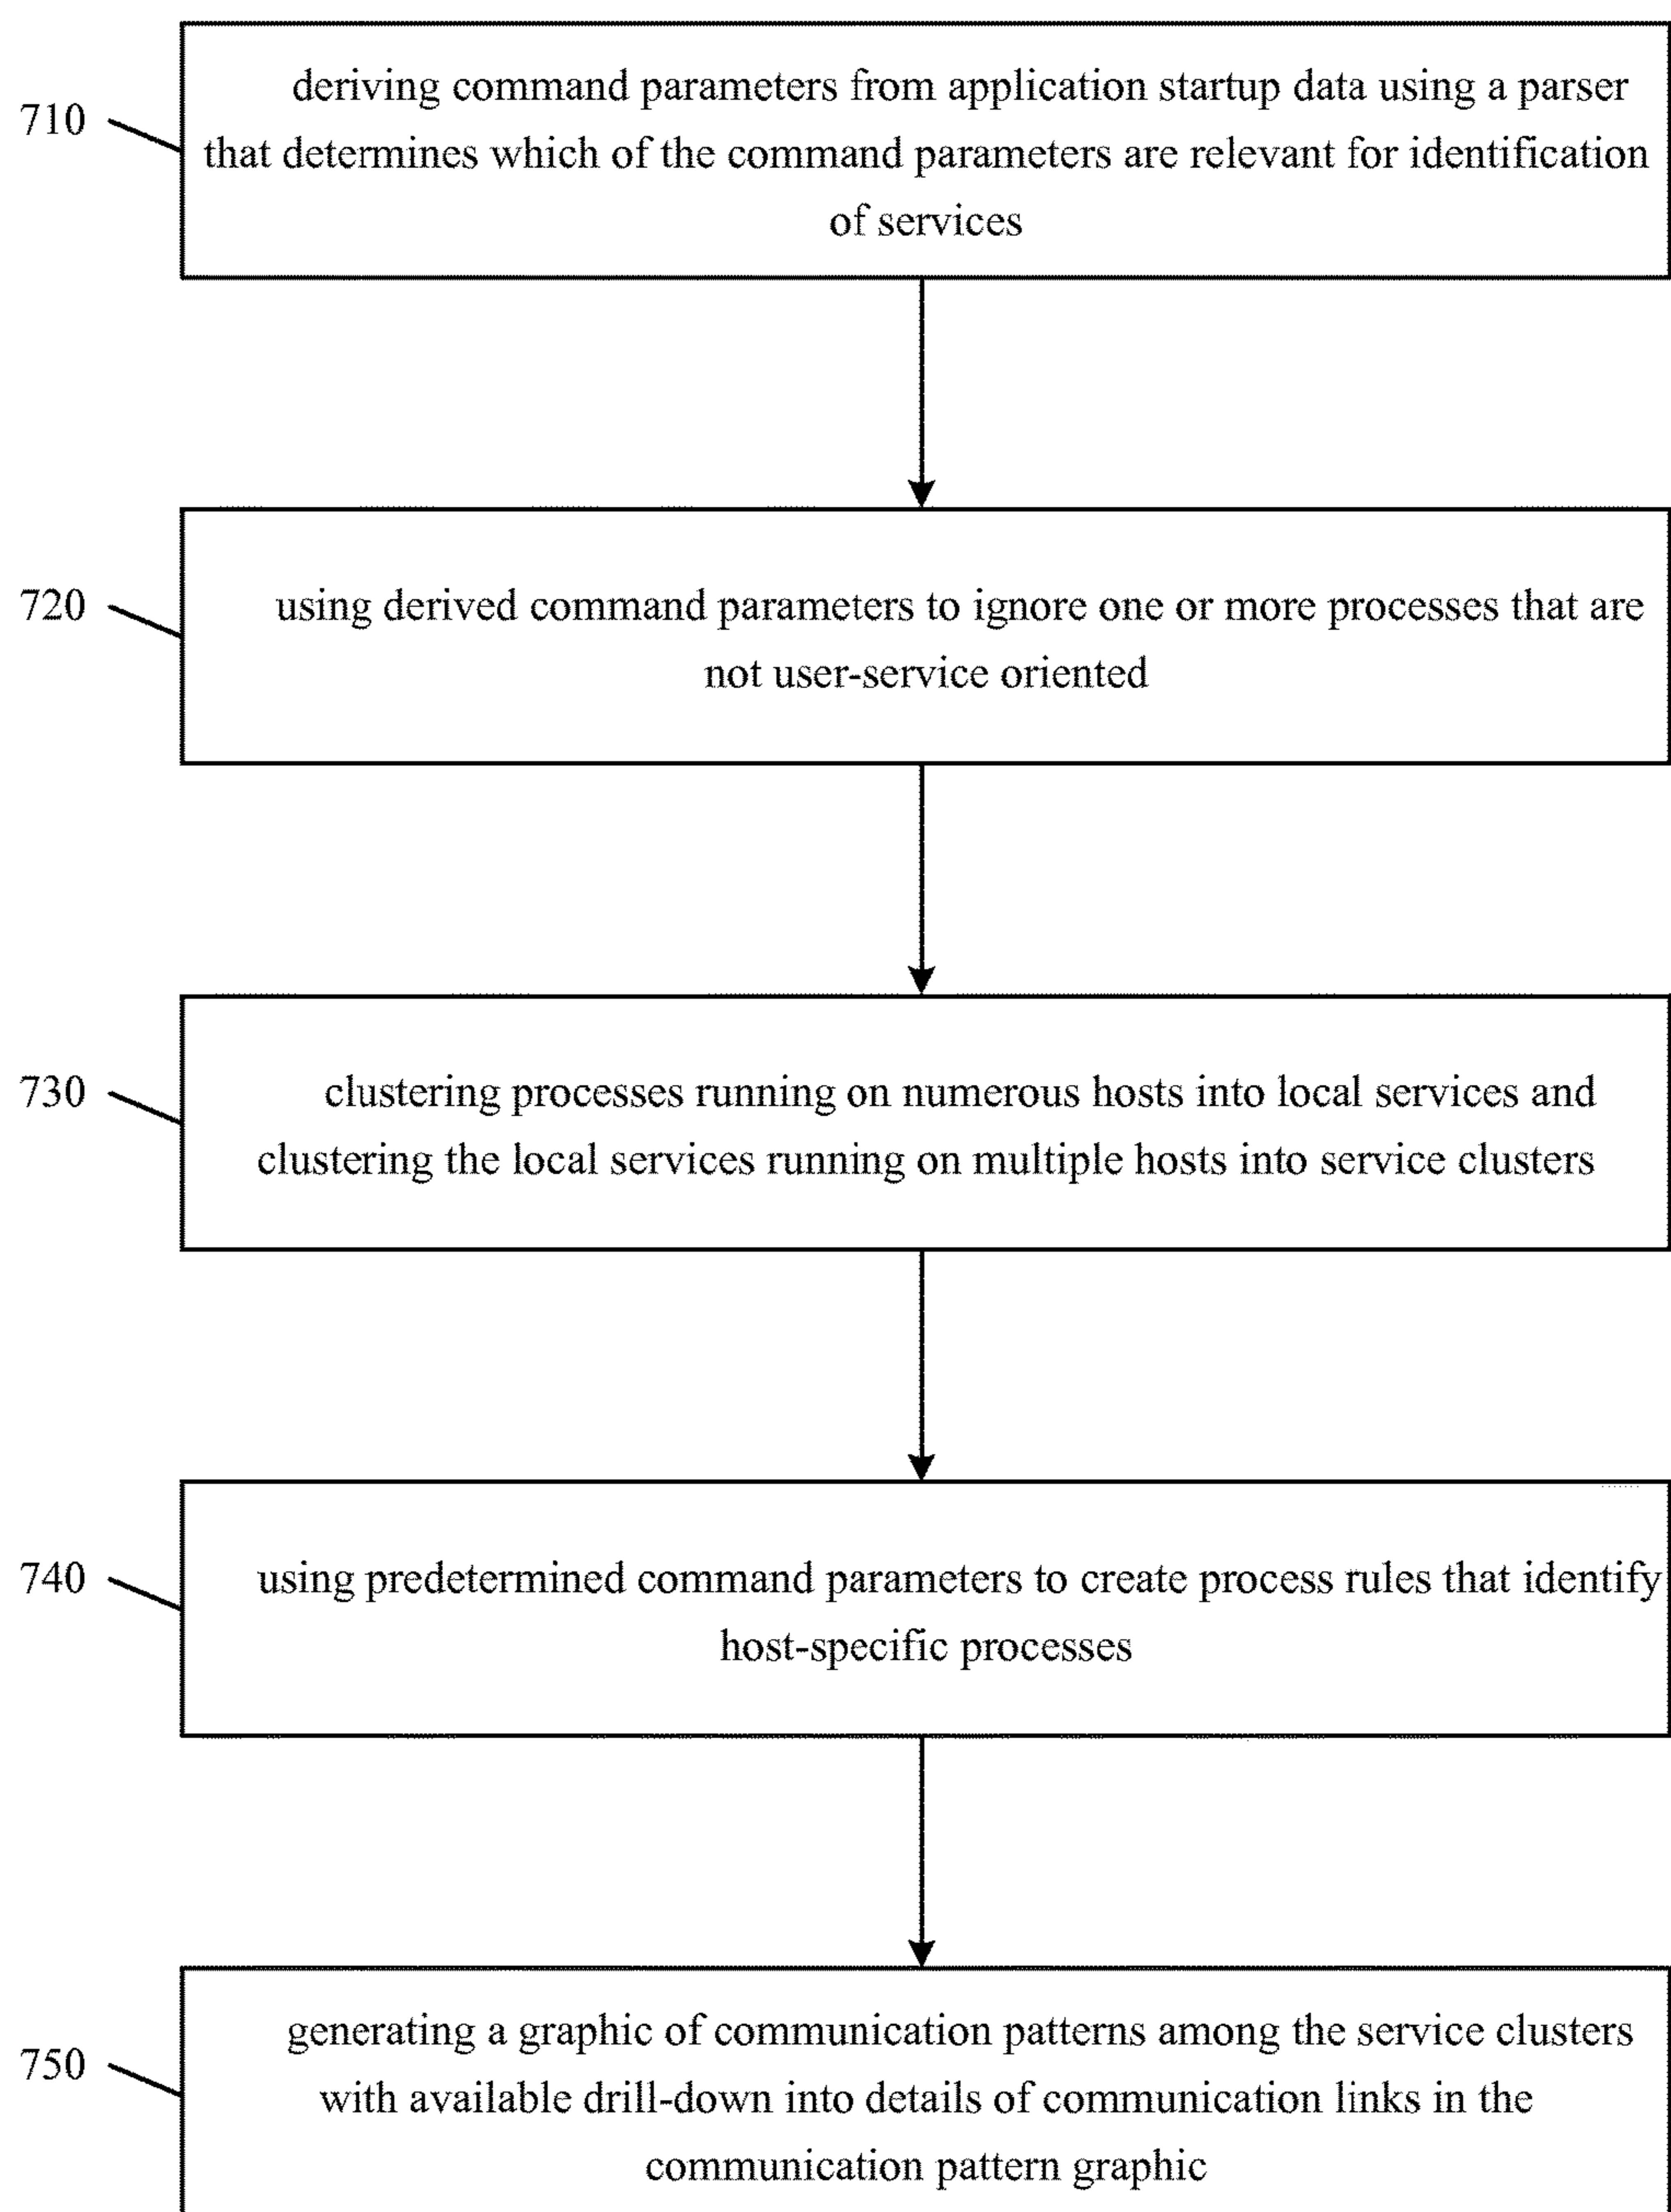 710
deriving command parameters from application startup data using a parser
that determines which of the command parameters are relevant for identification
of services
720
using derived command parameters to ignore one or more processes that are
not user-service oriented
730
clustering processes running on numerous hosts into local services and
clustering the local services running on multiple hosts into service clusters
740
using predetermined command parameters to create process rules that identify
host-specific processes
750
generating a graphic of communication patterns among the service clusters
with available drill-down into details of communication links in the
communication pattern graphic